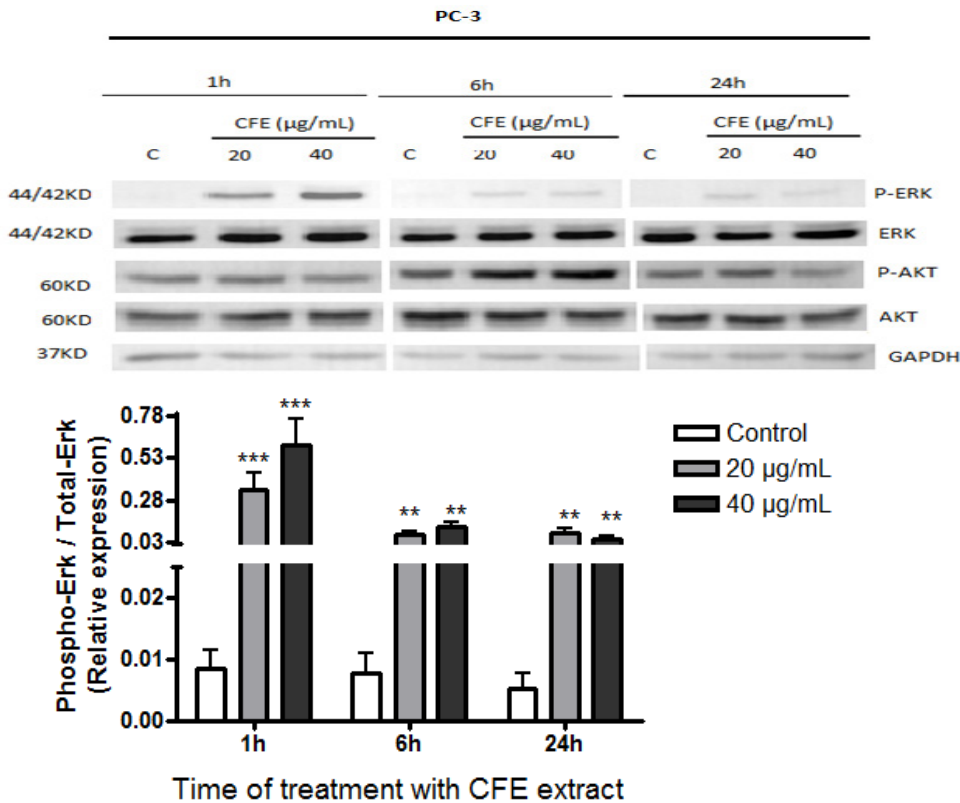 PC-3
1h 6h 24h
CFE (µg/mL) CFE (µg/mL) CFE (µg/mL)
C 20 40 C 20 40 C 20 40
44/42KD P-ERK
44/42KD ERK
60KD P-AKT
60KD AKT
37KD GAPDH
Phospho-Erk / Total-Erk
(Relative expression)
0.78
0.53
0.28
0.03
0.02
0.01
0.00
*** ***
** **
** **
Control
20 µg/mL
40 µg/mL
1h 6h 24h
Time of treatment with CFE extract